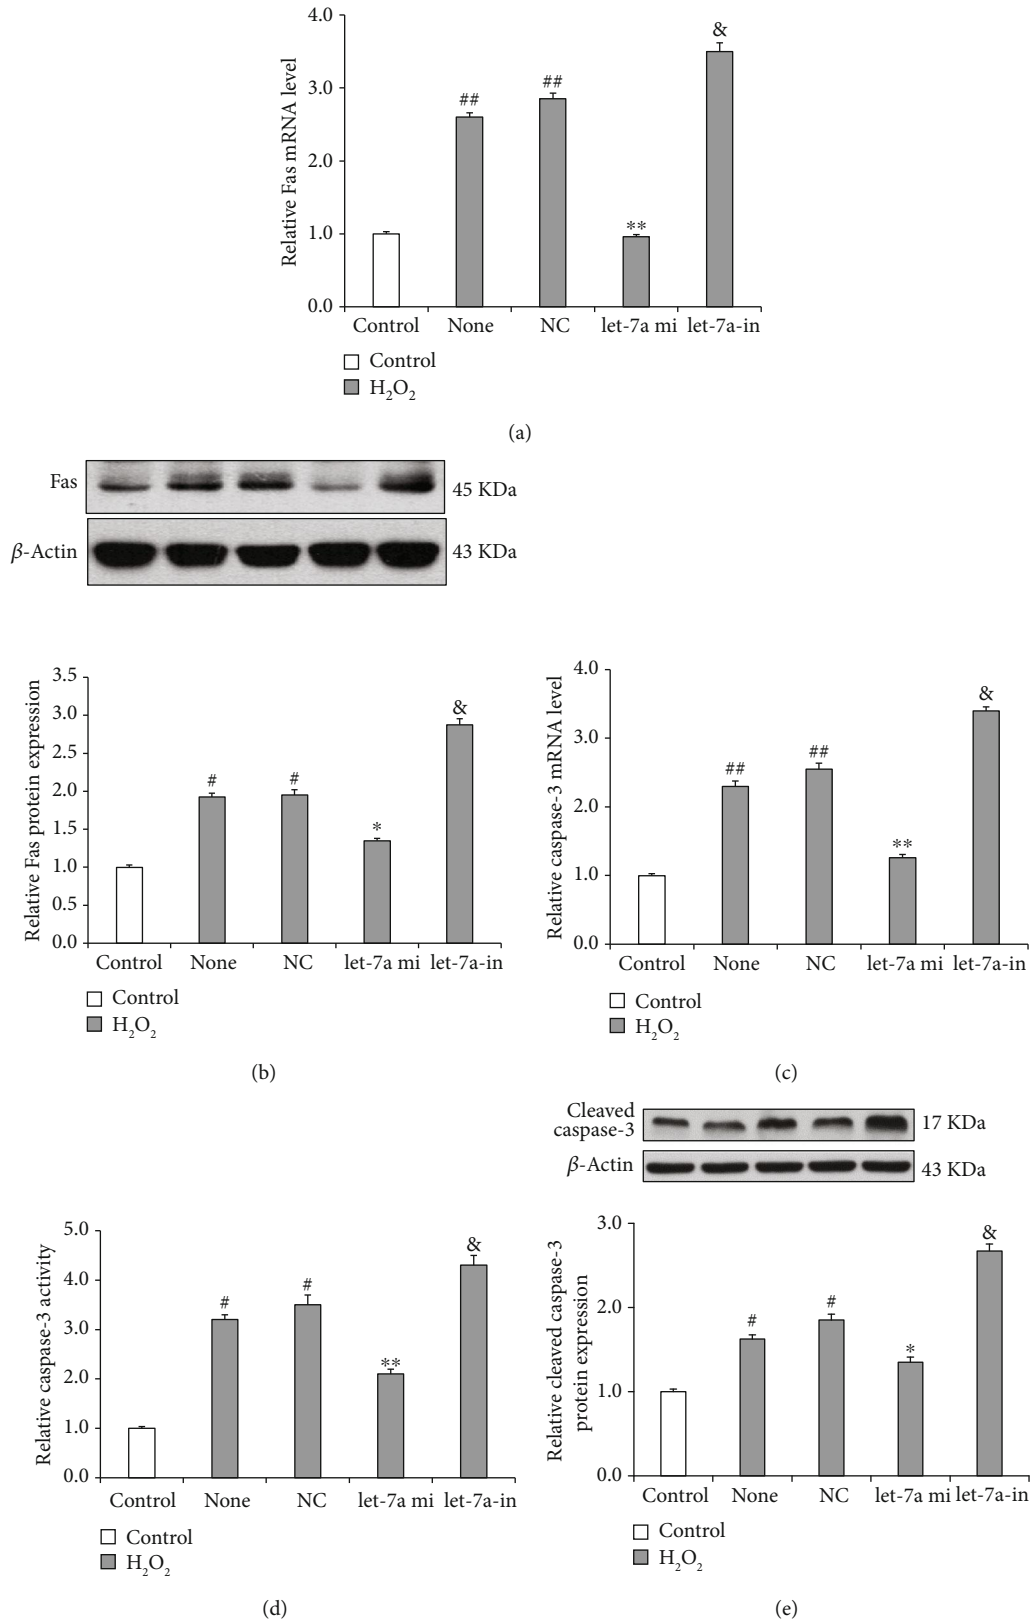 4.0
3.0
2.0
1.0
0.0
Relative Fas mRNA level
##
##
**
&
Control None NC let-7a mi let-7a-in
Control
H₂O₂
(a)
Fas
45 KDa
β-Actin
43 KDa
3.5
3.0
2.5
2.0
1.5
1.0
0.5
0.0
Relative Fas protein expression
#
#
*
&
Control None NC let-7a mi let-7a-in
Control
H₂O₂
(b)
4.0
3.0
2.0
1.0
0.0
Relative caspase-3 mRNA level
##
##
**
&
Control None NC let-7a mi let-7a-in
Control
H₂O₂
(c)
5.0
4.0
3.0
2.0
1.0
0.0
Relative caspase-3 activity
#
#
**
&
Control None NC let-7a mi let-7a-in
Control
H₂O₂
(d)
Cleaved
caspase-3
17 KDa
β-Actin
43 KDa
3.0
2.0
1.0
0.0
Relative cleaved caspase-3
protein expression
#
#
*
&
Control None NC let-7a mi let-7a-in
Control
H₂O₂
(e)